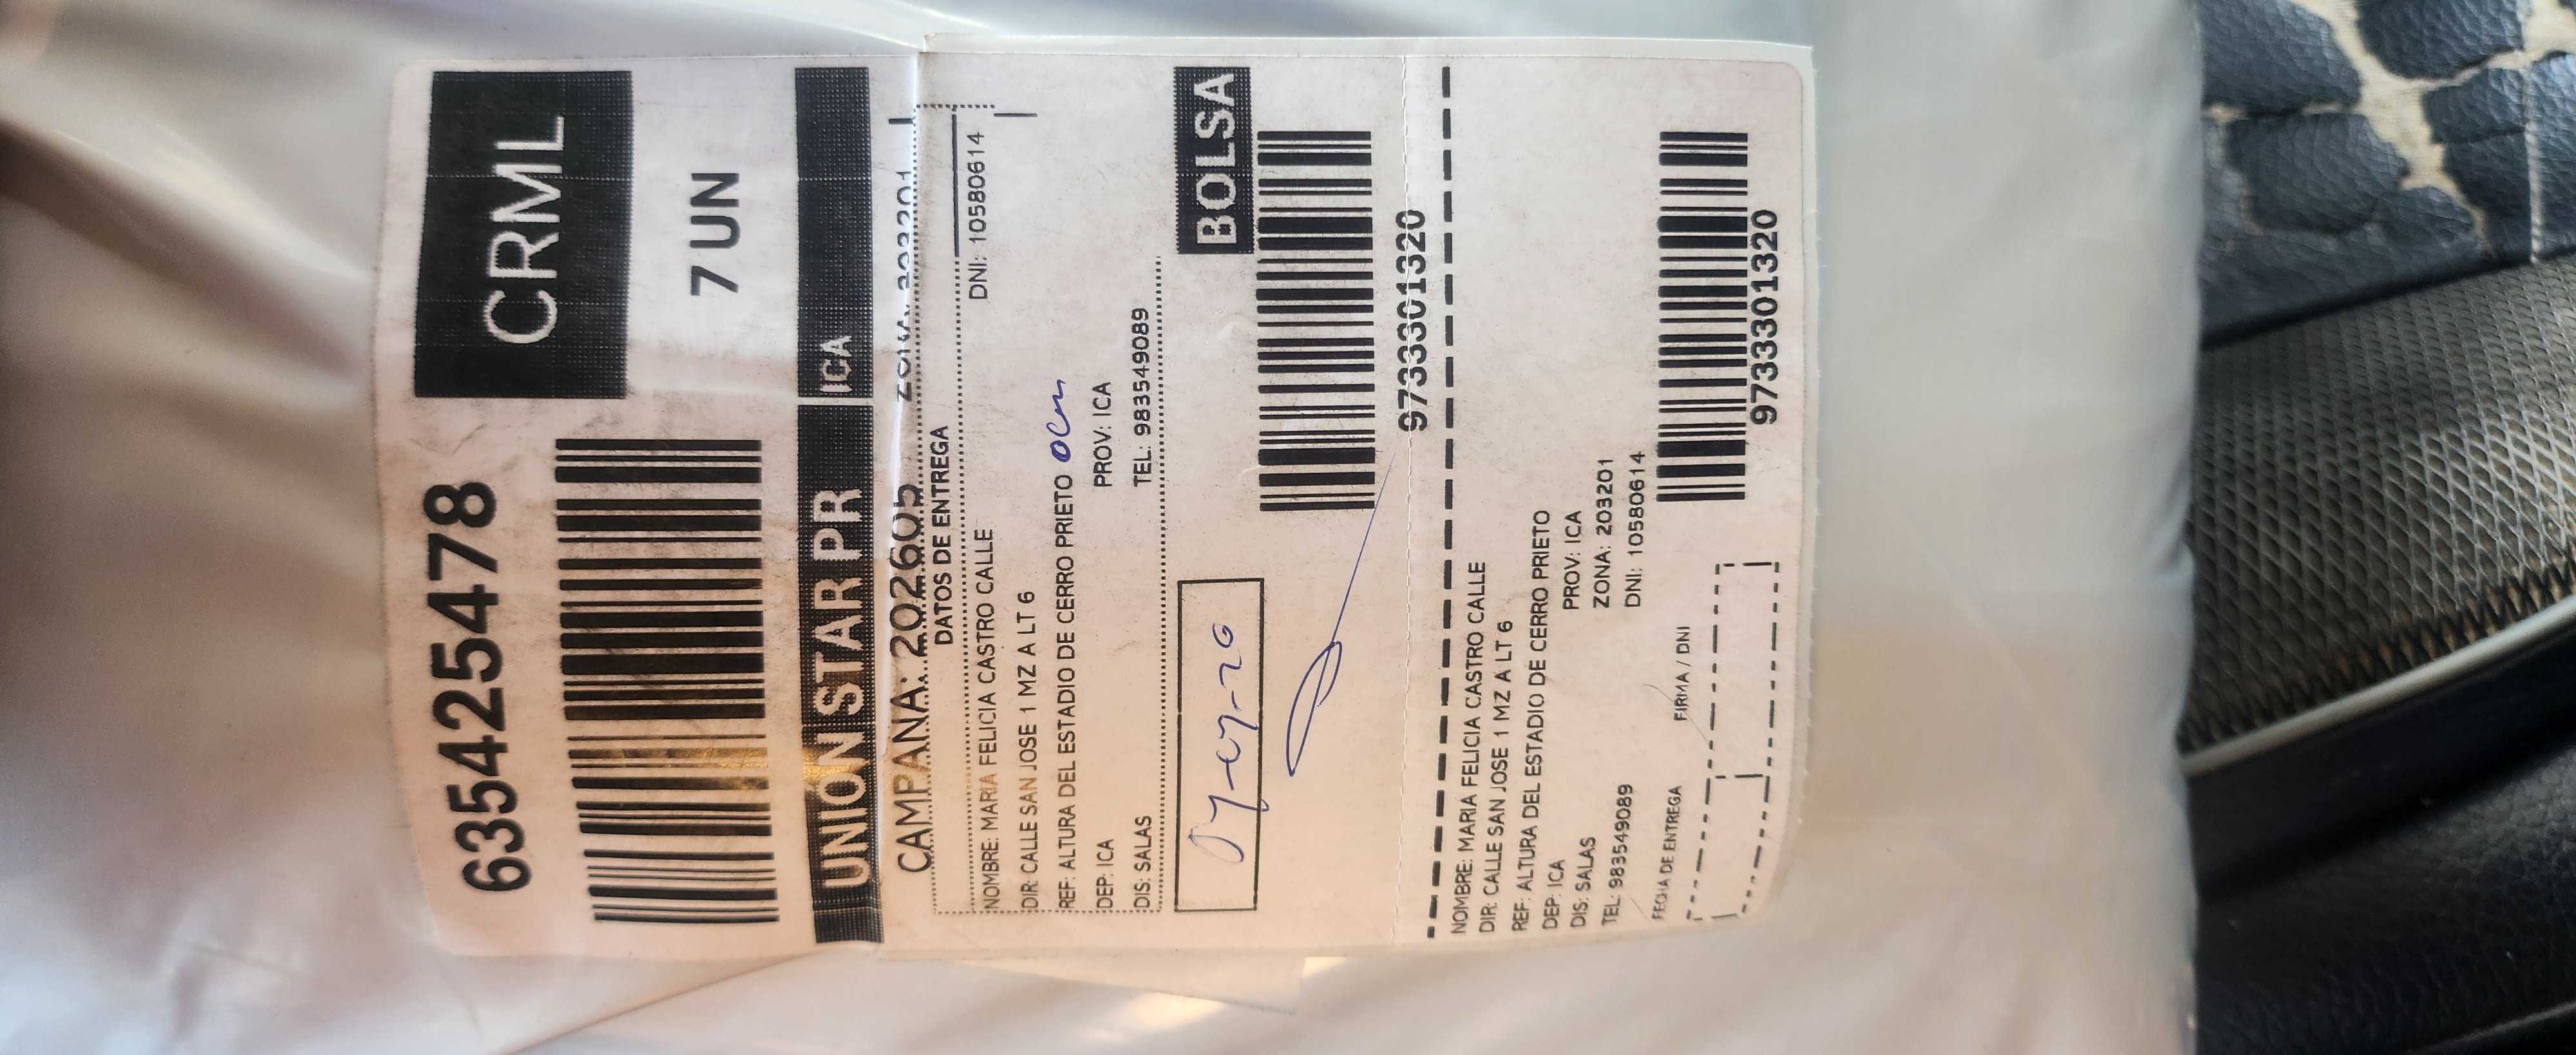 635425478
CRML
7 UN
UNIÓN STAR PR
ICA
CAMPAÑA: 202605
ZONA: 203201
DATOS DE ENTREGA
NOMBRE: MARIA FELICIA CASTRO CALLE
DNI: 10580614
DIR: CALLE SAN JOSE 1 MZ A LT 6
REF: ALTURA DEL ESTADIO DE CERRO PRIETO
DEP: ICA PROV: ICA
DIS: SALAS TEL: 983549089
BOLSA
9733301320
NOMBRE: MARIA FELICIA CASTRO CALLE
DIR: CALLE SAN JOSE 1 MZ A LT 6
REF: ALTURA DEL ESTADIO DE CERRO PRIETO
DEP: ICA PROV: ICA
DIS: SALAS ZONA: 203201
TEL: 983549089 DNI: 10580614
FECHA DE ENTREGA FIRMA / DNI
9733301320